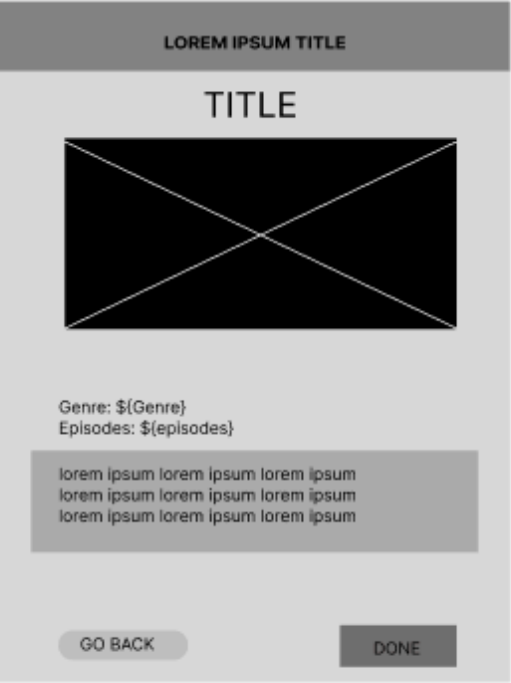 LOREM IPSUM TITLE
TITLE
Genre: ${Genre}
Episodes: ${episodes}
lorem ipsum lorem ipsum lorem ipsum
lorem ipsum lorem ipsum lorem ipsum
lorem ipsum lorem ipsum lorem ipsum
GO BACK
DONE